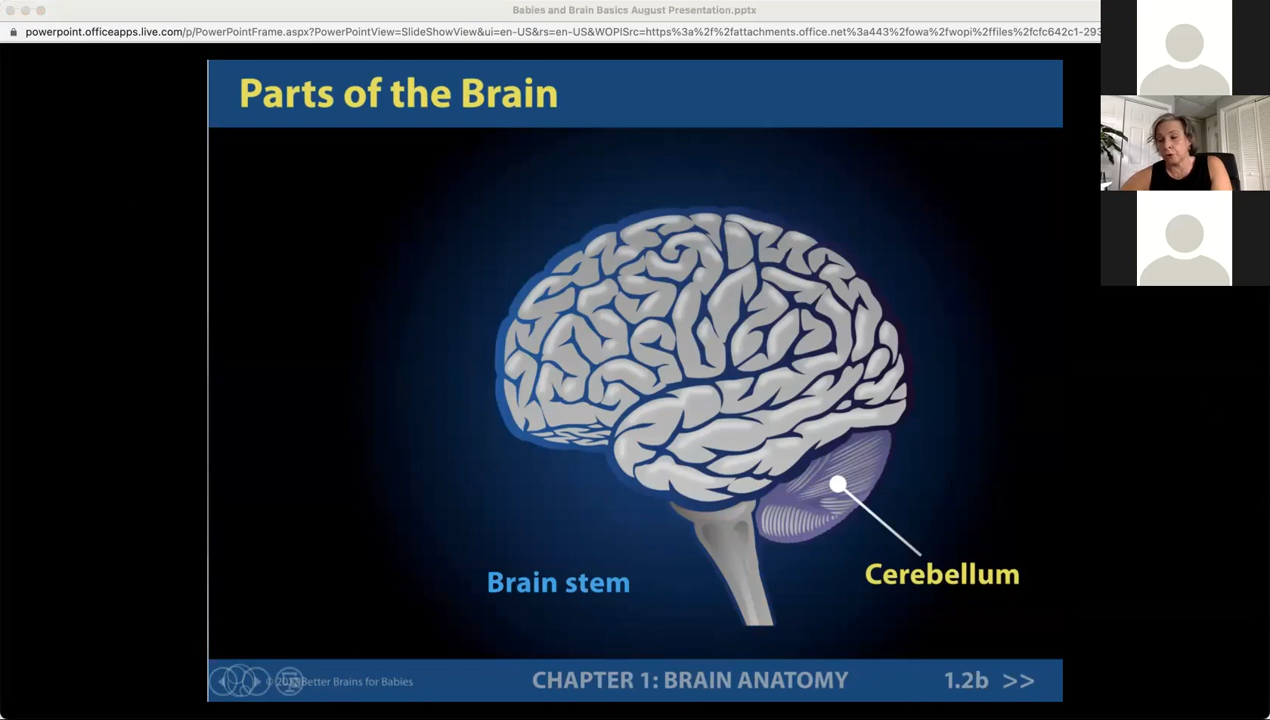 Babies and Brain Basics August Presentation.pptx
powerpoint.officeapps.live.com/p/PowerPointFrame.aspx?PowerPointView=SlideShowView&ui=en-US&rs=en-US&WOPISrc=https%3a%2f%2fattachments.office.net%3a443%2fowa%2fwopi%2ffiles%2fcfc642c1-293
Parts of the Brain
Brain stem
Cerebellum
Better Brains for Babies
CHAPTER 1: BRAIN ANATOMY
1.2b >>